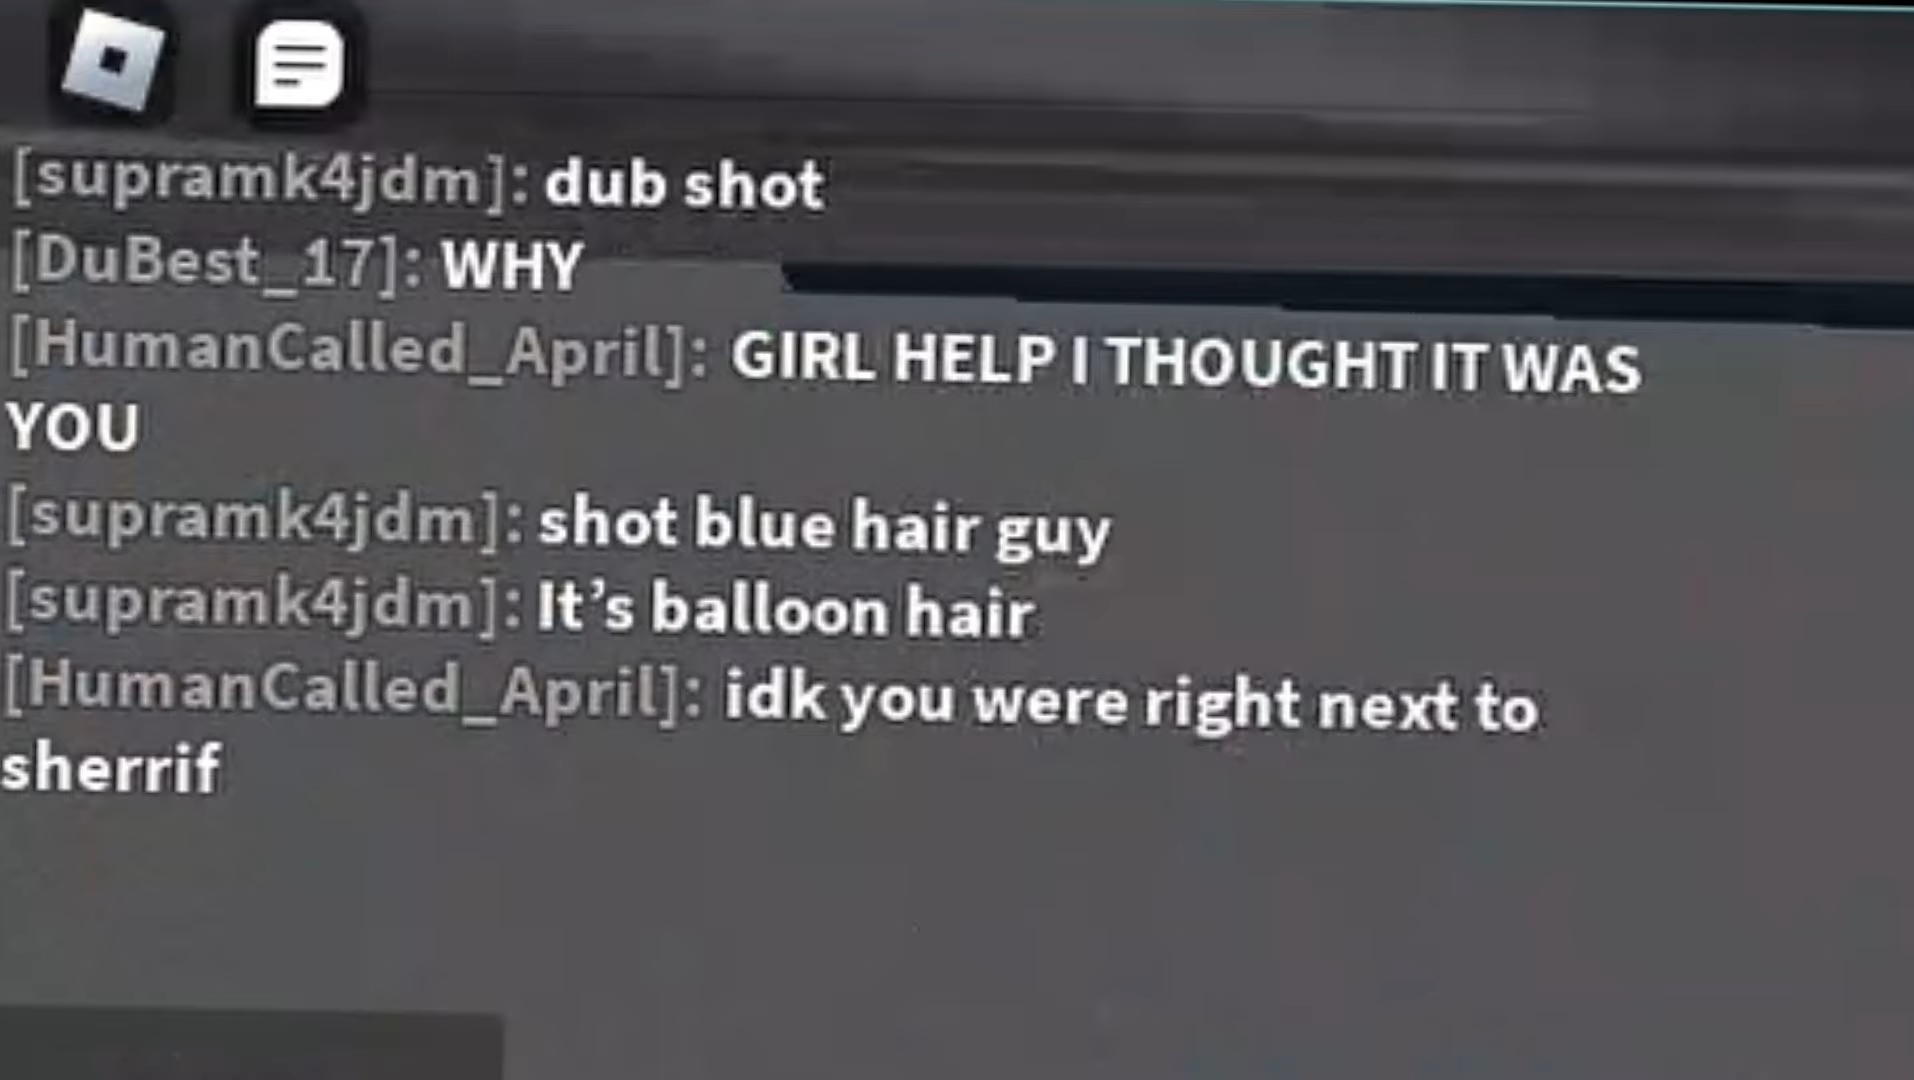 [supramk4jdm]: dub shot
[DuBest_17]: WHY
[HumanCalled_April]: GIRL HELP I THOUGHT IT WAS
YOU
[supramk4jdm]: shot blue hair guy
[supramk4jdm]: It’s balloon hair
[HumanCalled_April]: idk you were right next to
sherrif